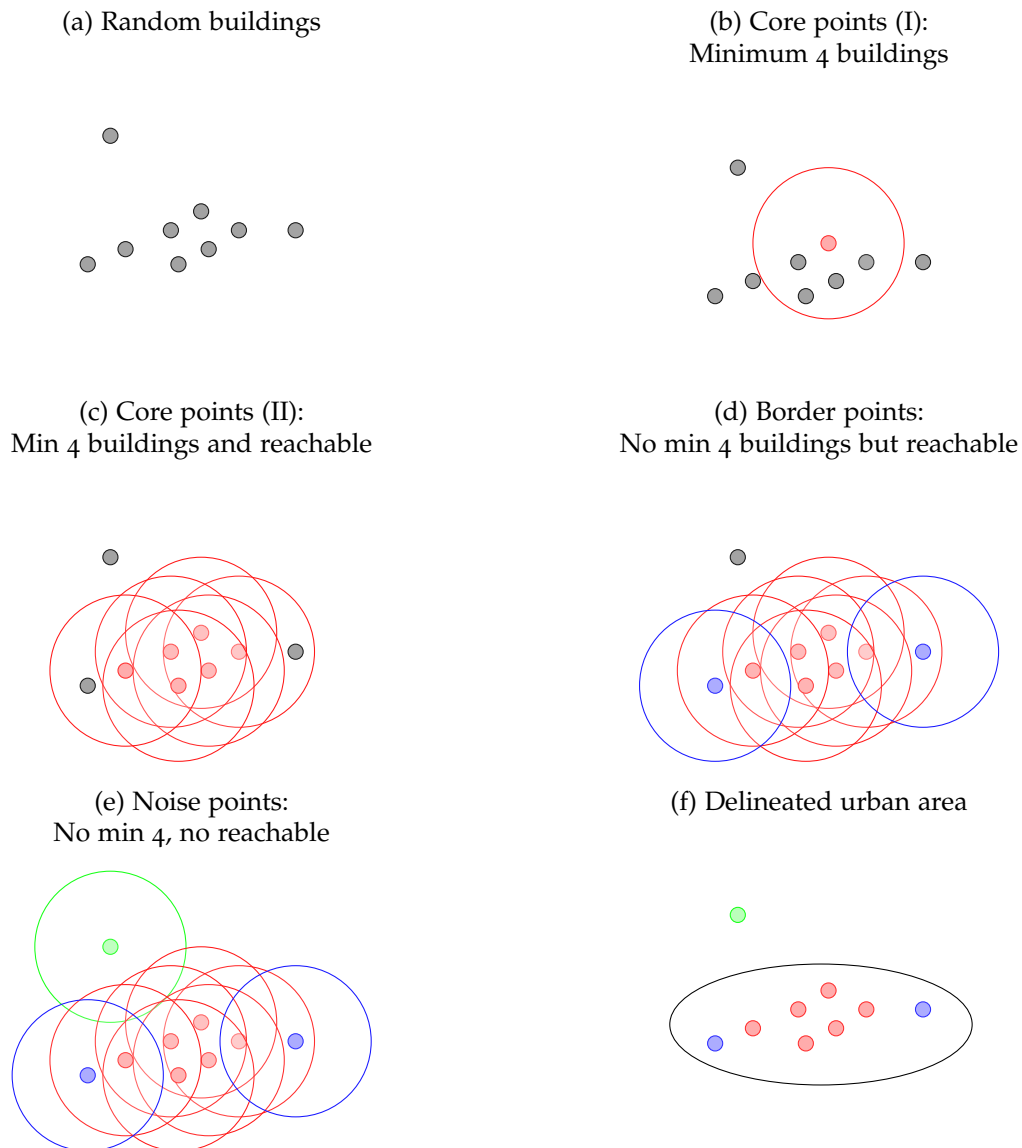 (a) Random buildings
(b) Core points (I):
Minimum 4 buildings
(c) Core points (II):
Min 4 buildings and reachable
(d) Border points:
No min 4 buildings but reachable
(e) Noise points:
No min 4, no reachable
(f) Delineated urban area